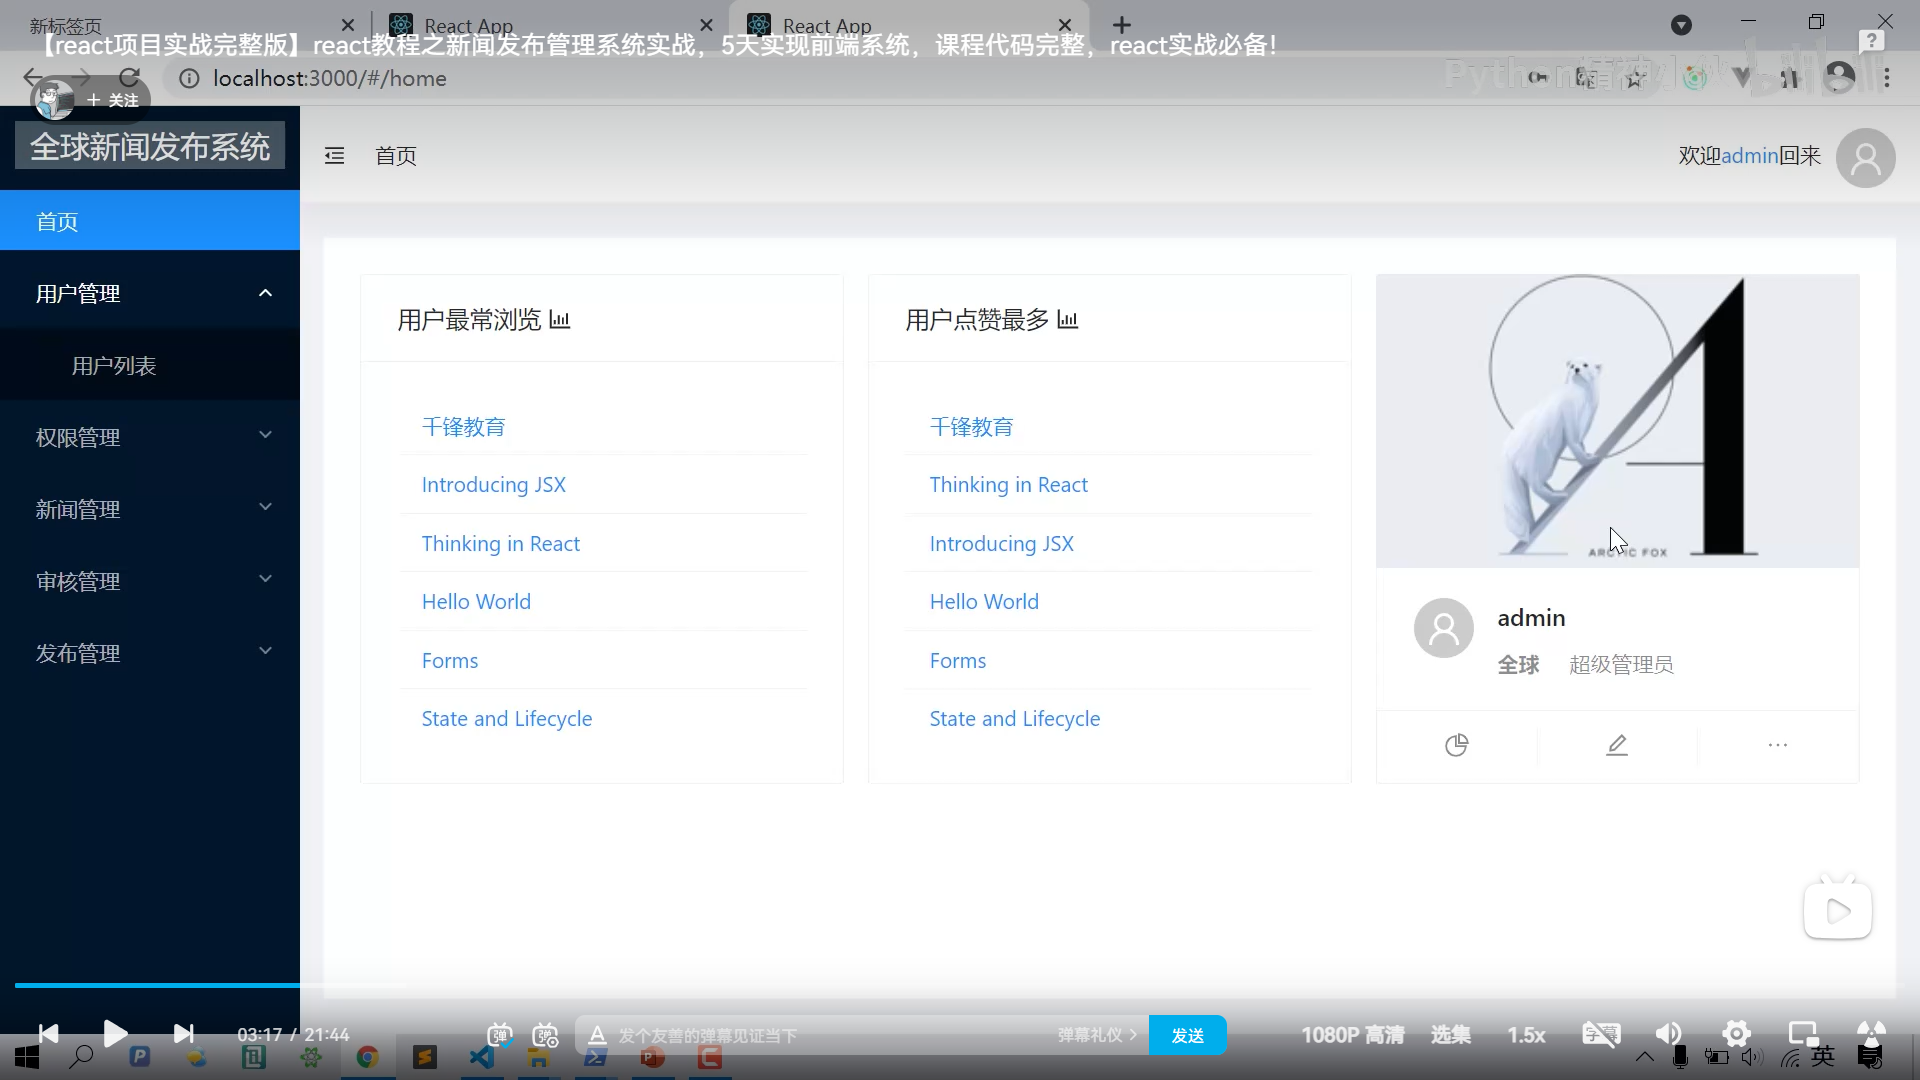 新标签页
React App
React App
【react项目实战完整版】react教程之新闻发布管理系统实战，5天实现前端系统，课程代码完整，react实战必备！
localhost:3000/#/home
+ 关注
全球新闻发布系统
首页
欢迎admin回来
首页
用户管理
用户列表
权限管理
新闻管理
审核管理
发布管理
用户最常浏览
千锋教育
Introducing JSX
Thinking in React
Hello World
Forms
State and Lifecycle
用户点赞最多
千锋教育
Thinking in React
Introducing JSX
Hello World
Forms
State and Lifecycle
ARCTIC FOX
admin
全球 超级管理员
03:17 / 21:44
弹
弹
发个友善的弹幕见证当下
弹幕礼仪
发送
1080P 高清
选集
1.5x
字幕
英